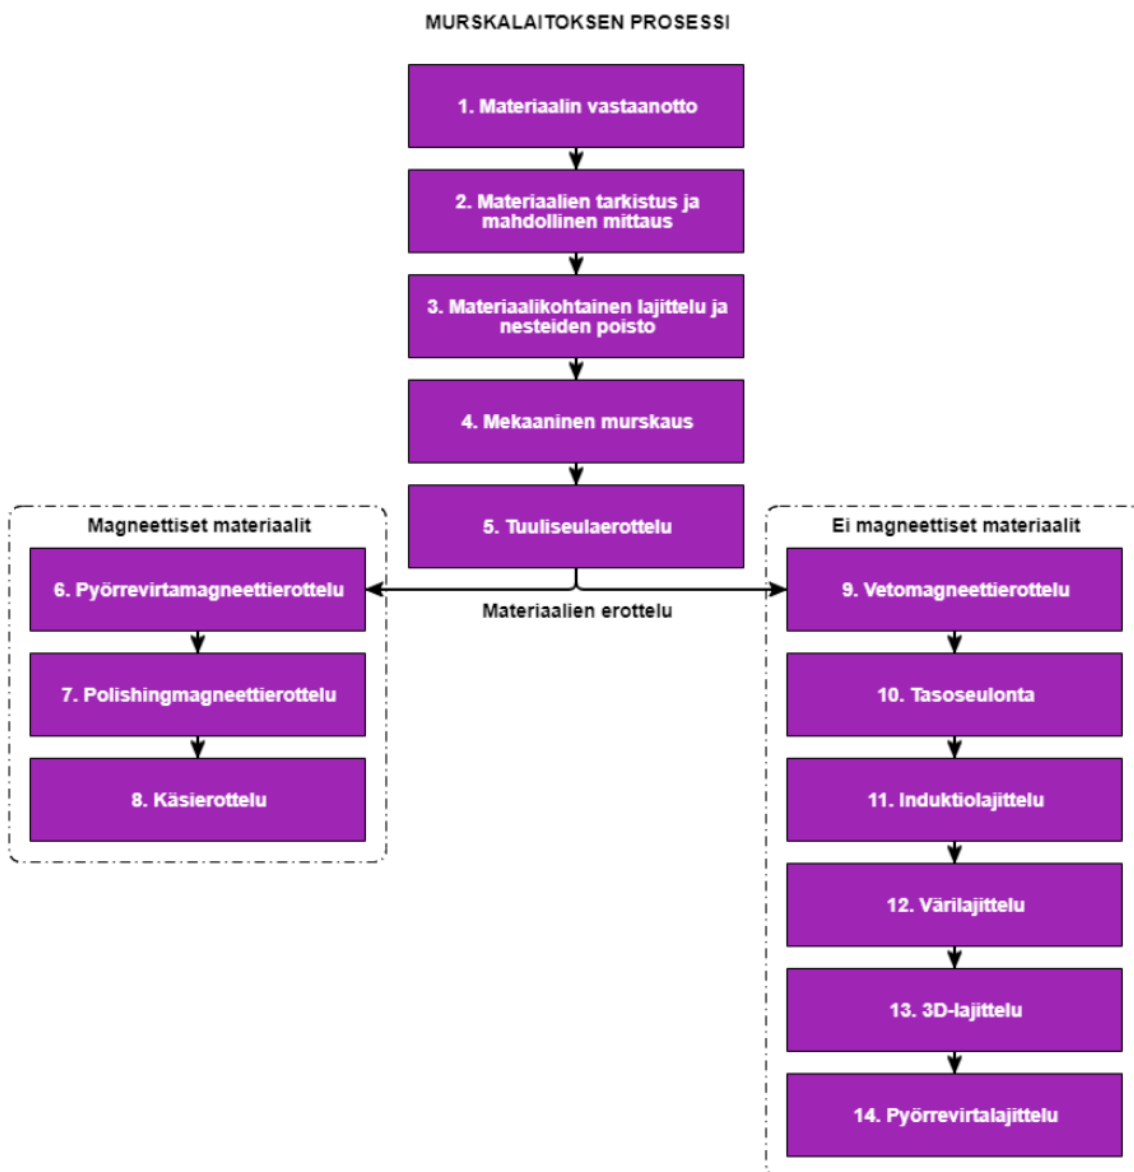 MURSKALAITOKSEN PROSESSI
1. Materiaalin vastaanotto
2. Materiaalien tarkistus ja
mahdollinen mittaus
3. Materiaalikohtainen lajittelu ja
nesteiden poisto
4. Mekaaninen murskaus
5. Tuuliseulaerottelu
Materiaalien erottelu
Magneettiset materiaalit
6. Pyörrevirtamagneettierottelu
7. Polishingmagneettierottelu
8. Käsierottelu
Ei magneettiset materiaalit
9. Vetomagneettierottelu
10. Tasoseulonta
11. Induktiolajittelu
12. Värilajittelu
13. 3D-lajittelu
14. Pyörrevirtalajittelu